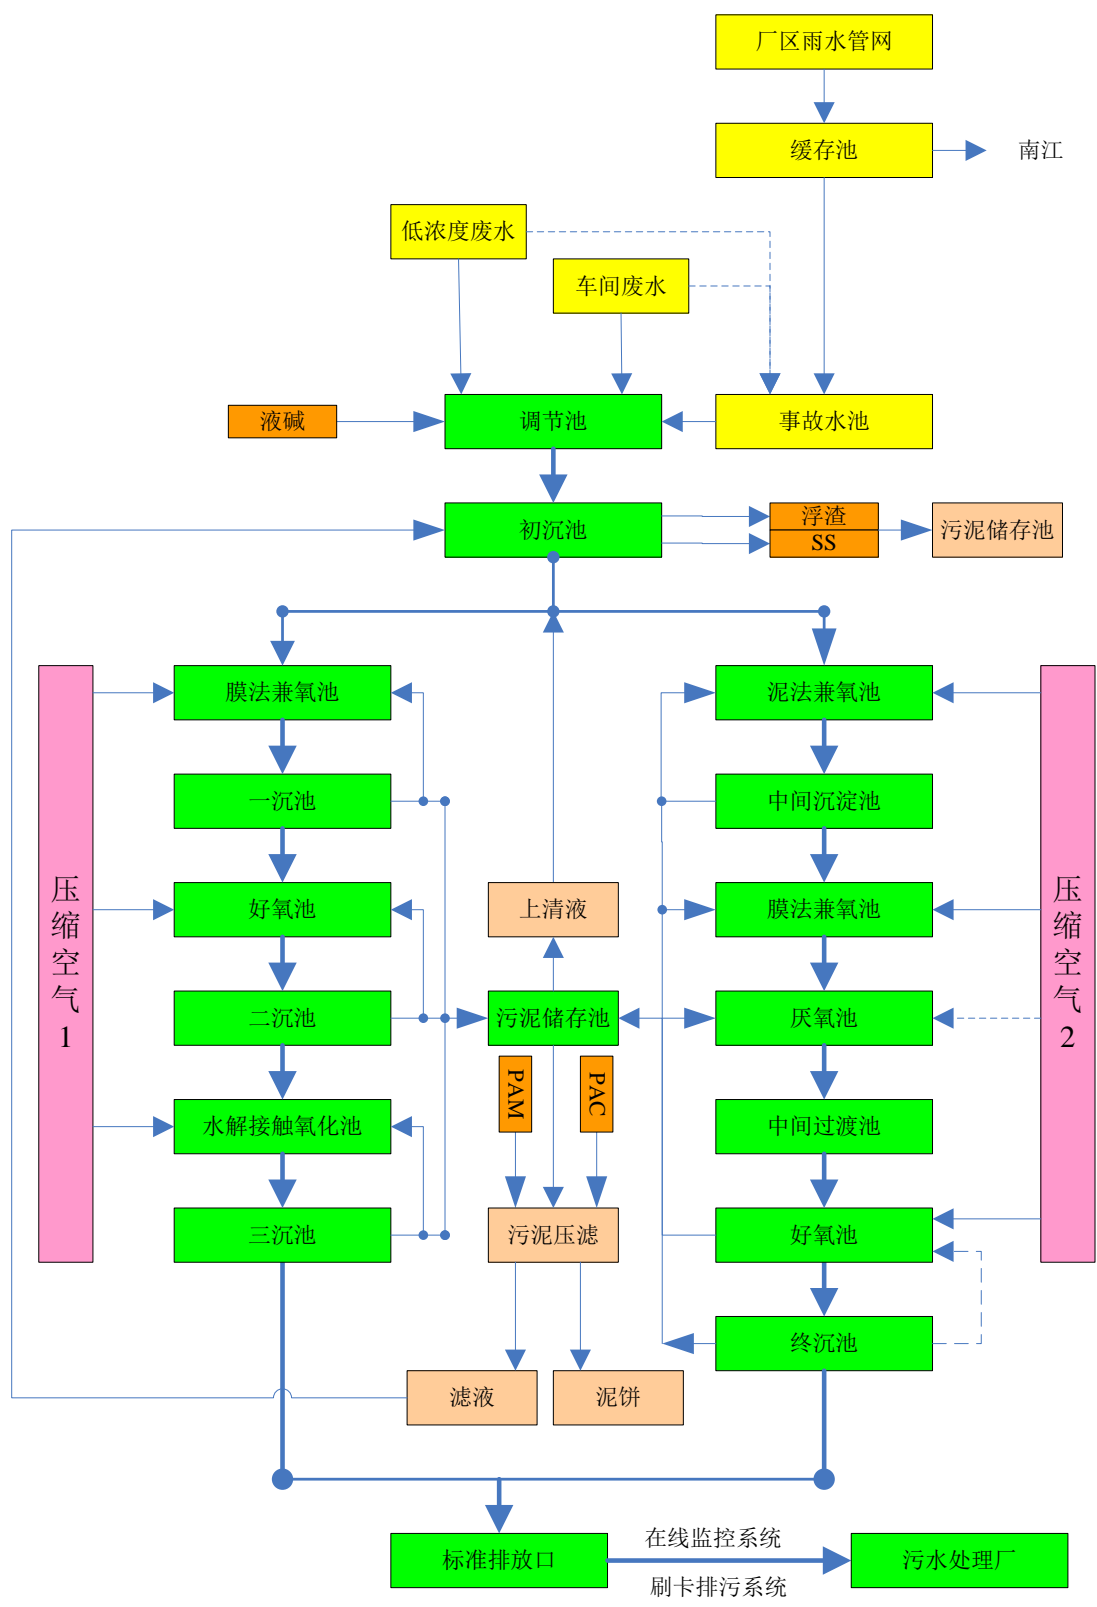 厂区雨水管网
缓存池
南江
低浓度废水
车间废水
液碱
调节池
事故水池
初沉池
浮渣
SS
污泥储存池
膜法兼氧池
泥法兼氧池
一沉池
中间沉淀池
压缩空气1
好氧池
上清液
膜法兼氧池
压缩空气2
二沉池
污泥储存池
厌氧池
PAM
PAC
水解接触氧化池
中间过渡池
三沉池
污泥压滤
好氧池
终沉池
滤液
泥饼
标准排放口
在线监控系统
刷卡排污系统
污水处理厂